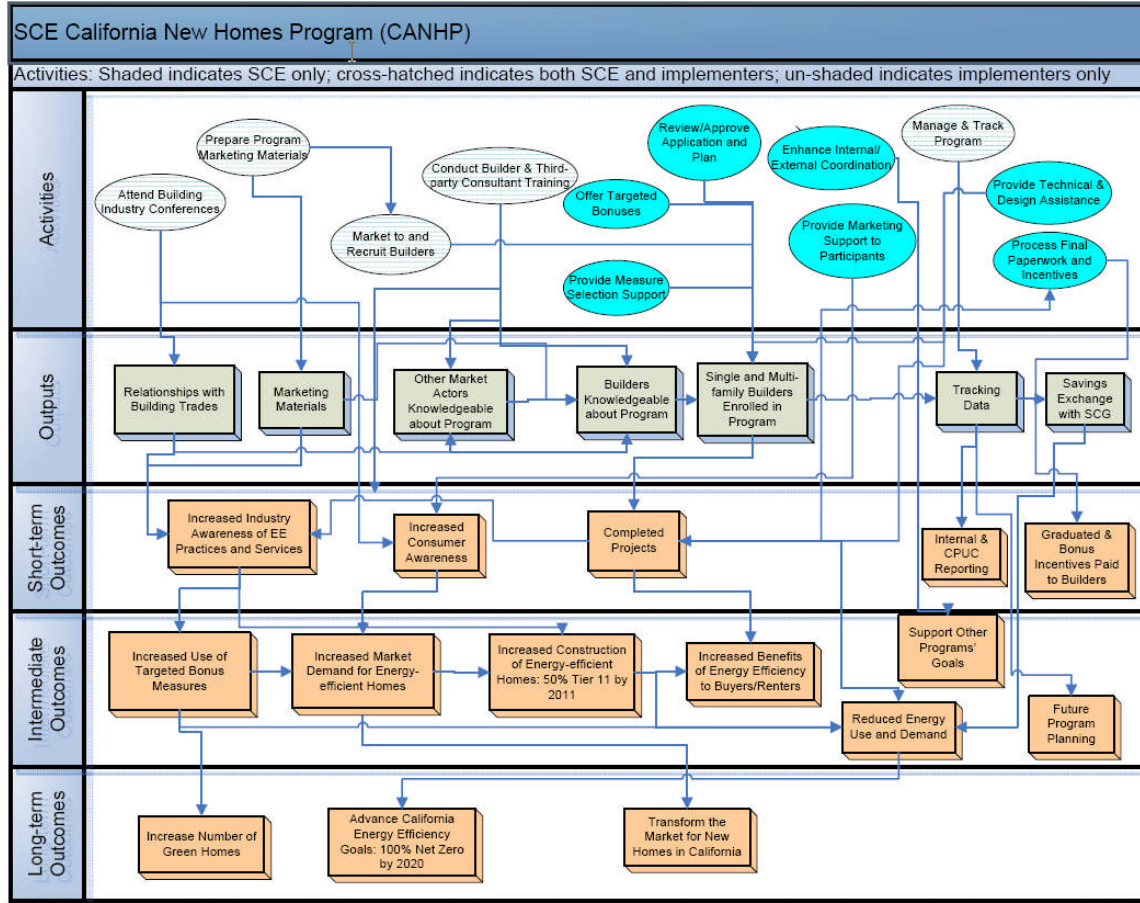 SCE California New Homes Program (CANHP)
Activities: Shaded indicates SCE only; cross-hatched indicates both SCE and implementers; un-shaded indicates implementers only
Activities
Prepare Program
Marketing Materials
Attend Building
Industry Conferences
Conduct Builder & Third-
party Consultant Training
Market to and
Recruit Builders
Review/Approve
Application and
Plan
Offer Targeted
Bonuses
Provide Measure
Selection Support
Enhance Internal/
External Coordination
Provide Marketing
Support to
Participants
Manage & Track
Program
Provide Technical &
Design Assistance
Process Final
Paperwork and
Incentives
Outputs
Relationships with
Building Trades
Marketing
Materials
Other Market
Actors
Knowledgeable
about Program
Builders
Knowledgeable
about Program
Single and Multi-
family Builders
Enrolled in
Program
Tracking
Data
Savings
Exchange
with SCG
Short-term
Outcomes
Increased Industry
Awareness of EE
Practices and Services
Increased
Consumer
Awareness
Completed
Projects
Internal &
CPUC
Reporting
Graduated &
Bonus
Incentives Paid
to Builders
Intermediate
Outcomes
Increased Use of
Targeted Bonus
Measures
Increased Market
Demand for Energy-
efficient Homes
Increased Construction
of Energy-efficient
Homes: 50% Tier 11 by
2011
Increased Benefits
of Energy Efficiency
to Buyers/Renters
Support Other
Programs'
Goals
Reduced Energy
Use and Demand
Future
Program
Planning
Long-term
Outcomes
Increase Number of
Green Homes
Advance California
Energy Efficiency
Goals: 100% Net Zero
by 2020
Transform the
Market for New
Homes in California